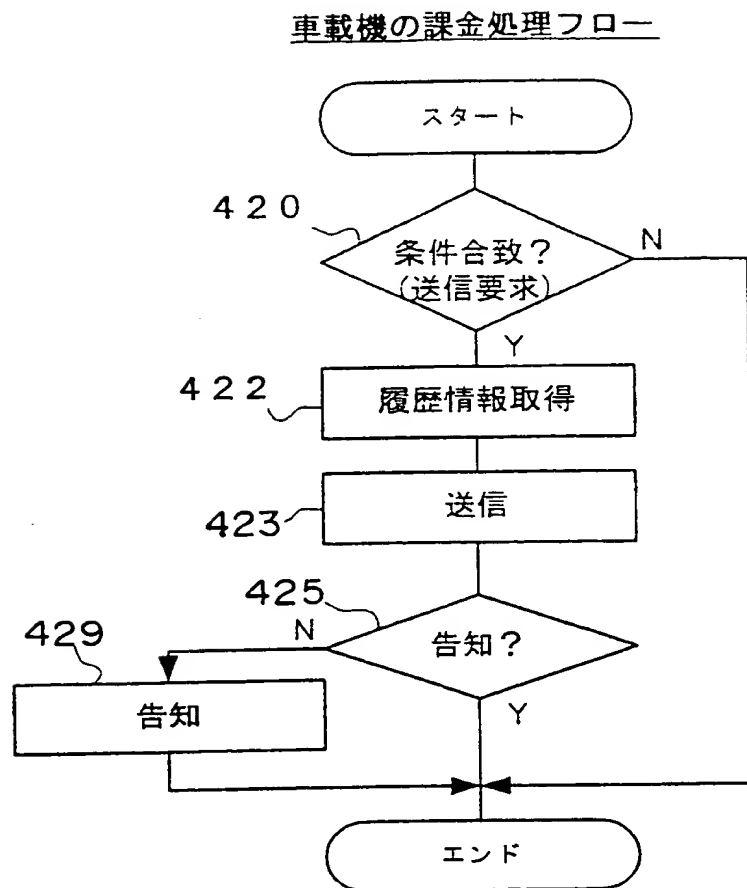 車載機の課金処理フロー
スタート
420
条件合致？
(送信要求)
N
Y
422
履歴情報取得
423
送信
425
告知？
N
Y
429
告知
エンド